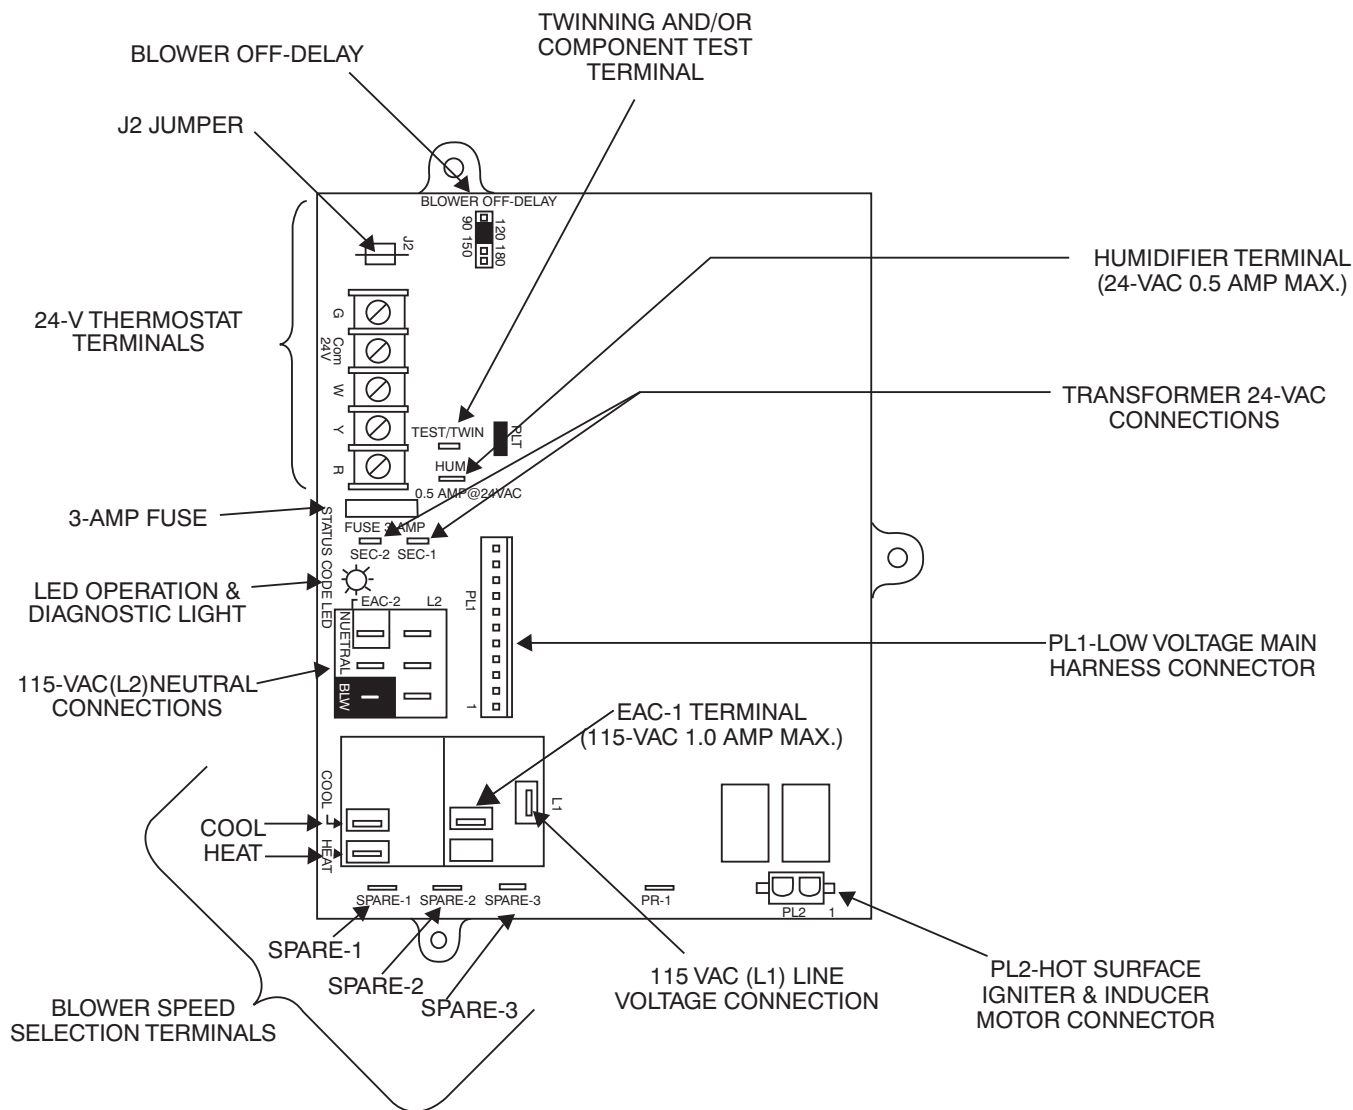 TWINNING AND/OR
COMPONENT TEST
TERMINAL
BLOWER OFF-DELAY
J2 JUMPER
BLOWER OFF-DELAY
90 150
120 180
J2
HUMIDIFIER TERMINAL
(24-VAC 0.5 AMP MAX.)
24-V THERMOSTAT
TERMINALS
G
Com
24V
W
Y
R
TRANSFORMER 24-VAC
CONNECTIONS
TEST/TWIN
PLT
HUM
0.5 AMP@24VAC
3-AMP FUSE
FUSE 3-AMP
STATUS CODE LED
SEC-2
SEC-1
LED OPERATION &
DIAGNOSTIC LIGHT
EAC-2
L2
PL1
1
NUETRAL
BLW
PL1-LOW VOLTAGE MAIN
HARNESS CONNECTOR
115-VAC(L2)NEUTRAL
CONNECTIONS
EAC-1 TERMINAL
(115-VAC 1.0 AMP MAX.)
COOL
HEAT
L1
COOL
HEAT
SPARE-1
SPARE-2
SPARE-3
PR-1
PL2
1
SPARE-1
SPARE-2
SPARE-3
115 VAC (L1) LINE
VOLTAGE CONNECTION
PL2-HOT SURFACE
IGNITER & INDUCER
MOTOR CONNECTOR
BLOWER SPEED
SELECTION TERMINALS